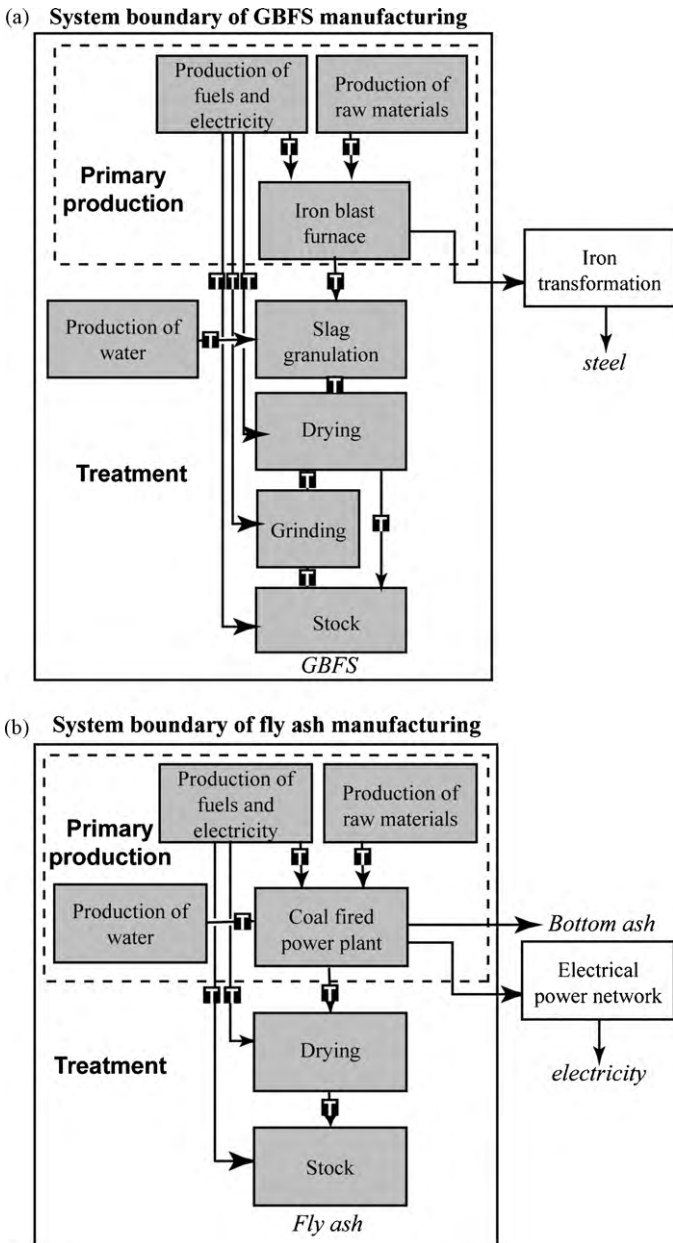 (a) System boundary of GBFS manufacturing
Production of
fuels and
electricity
Production of
raw materials
T
T
Primary
production
Iron blast
furnace
Iron
transformation
T T T
T
Production of
water
T
Slag
granulation
steel
T
Drying
Treatment
T
T
Grinding
T
Stock
GBFS
(b) System boundary of fly ash manufacturing
Production of
fuels and
electricity
Production of
raw materials
Primary
production
T
T
Production of
water
T
Coal fired
power plant
Bottom ash
Electrical
power network
T T
T
Drying
Treatment
electricity
T
Stock
Fly ash